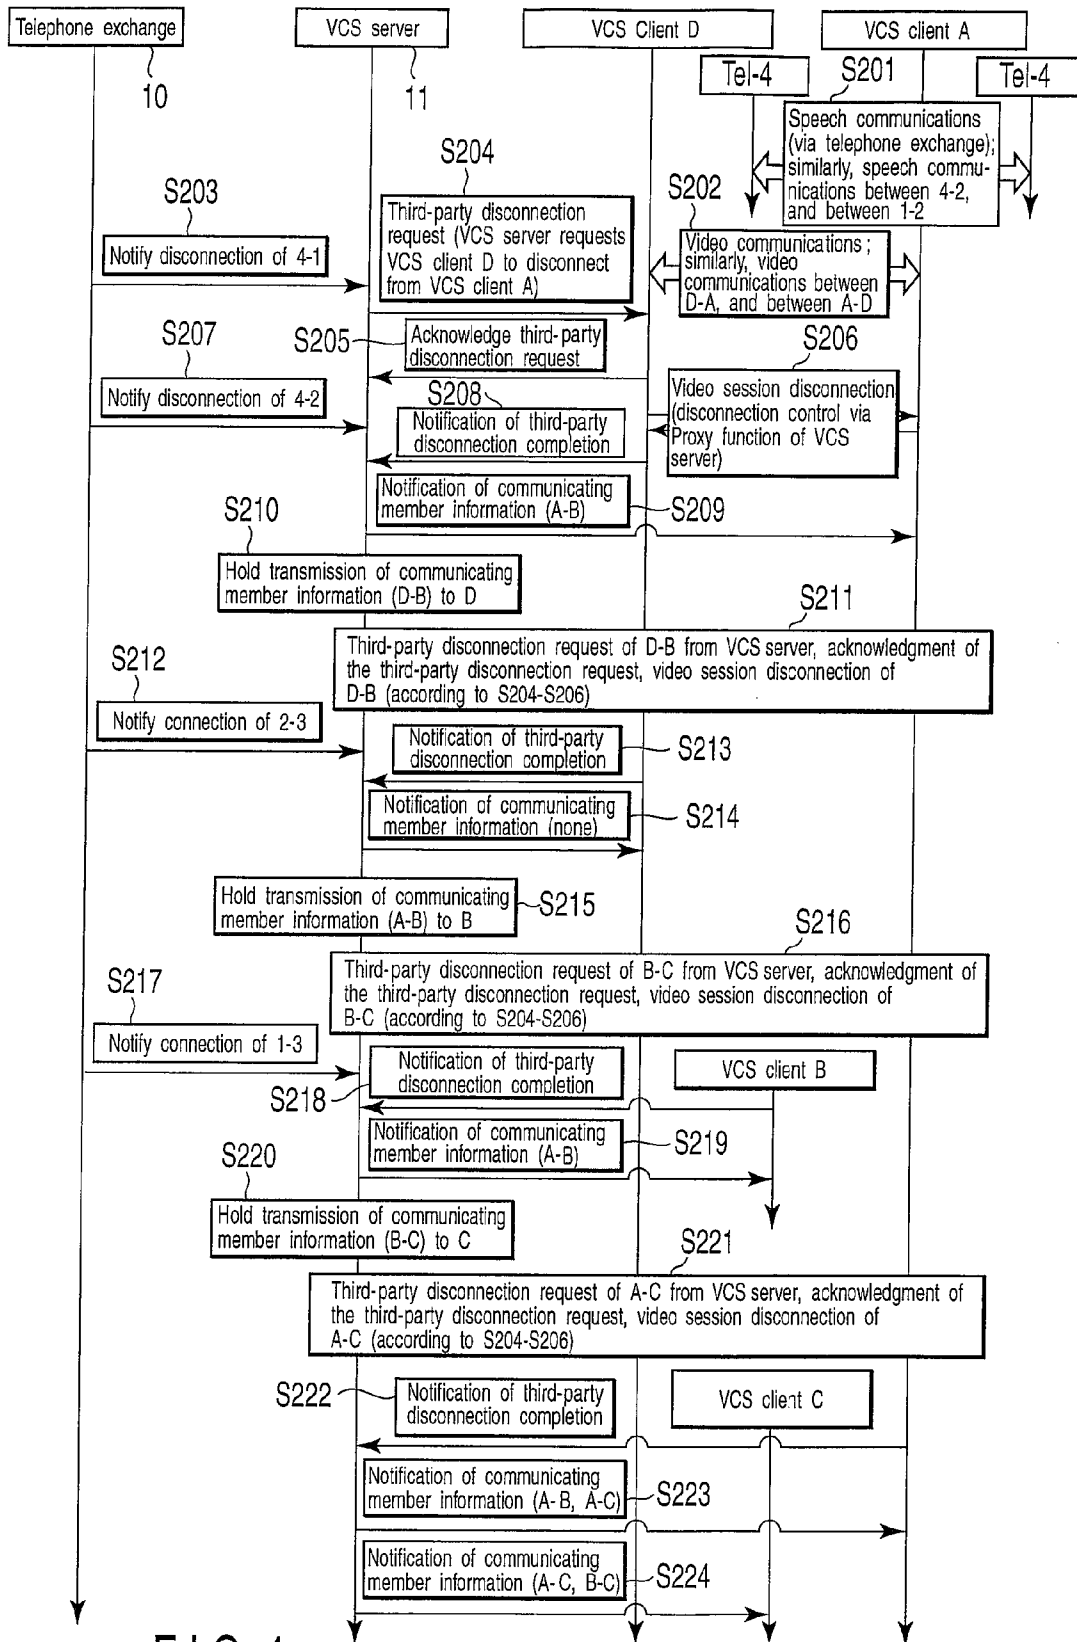 Telephone exchange
10
VCS server
11
VCS Client D
VCS client A
Tel-4
Tel-4
S201
Speech communications
(via telephone exchange);
similarly, speech commu-
nications between 4-2,
and between 1-2
S202
Video communications ;
similarly, video
communications between
D-A, and between A-D
S203
Notify disconnection of 4-1
S204
Third-party disconnection
request (VCS server requests
VCS client D to disconnect
from VCS client A)
S205
Acknowledge third-party
disconnection request
S206
Video session disconnection
(disconnection control via
Proxy function of VCS
server)
S207
Notify disconnection of 4-2
S208
Notification of third-party
disconnection completion
Notification of communicating
member information (A-B)
S209
S210
Hold transmission of communicating
member information (D-B) to D
S211
Third-party disconnection request of D-B from VCS server, acknowledgment of
the third-party disconnection request, video session disconnection of
D-B (according to S204-S206)
S212
Notify connection of 2-3
Notification of third-party
disconnection completion
S213
Notification of communicating
member information (none)
S214
Hold transmission of communicating
member information (A-B) to B
S215
S216
Third-party disconnection request of B-C from VCS server, acknowledgment of
the third-party disconnection request, video session disconnection of
B-C (according to S204-S206)
S217
Notify connection of 1-3
Notification of third-party
disconnection completion
S218
VCS client B
Notification of communicating
member information (A-B)
S219
S220
Hold transmission of communicating
member information (B-C) to C
S221
Third-party disconnection request of A-C from VCS server, acknowledgment of
the third-party disconnection request, video session disconnection of
A-C (according to S204-S206)
S222
Notification of third-party
disconnection completion
VCS client C
Notification of communicating
member information (A-B, A-C)
S223
Notification of communicating
member information (A-C, B-C)
S224